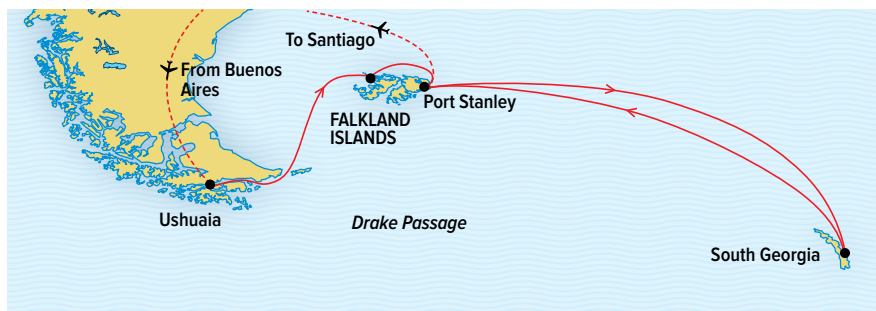 To Santiago
From Buenos
Aires
Port Stanley
FALKLAND
ISLANDS
Ushuaia
Drake Passage
South Georgia